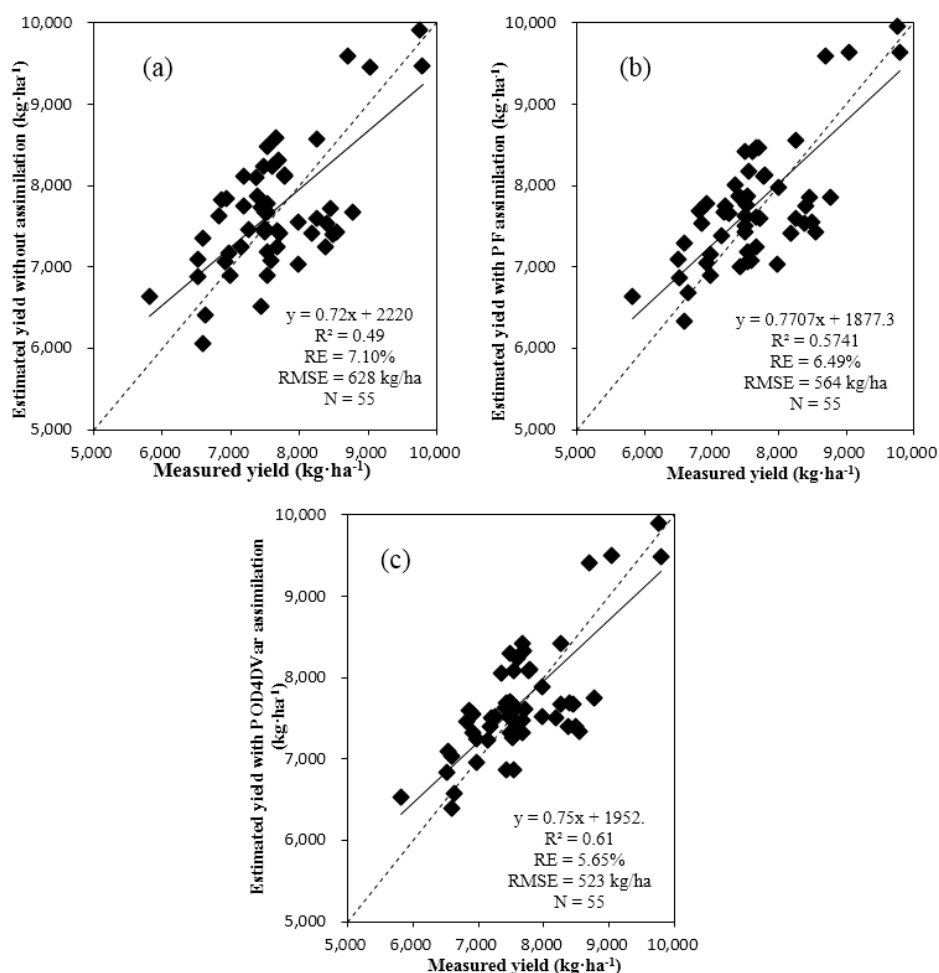 Estimated yield without assimilation (kg·ha⁻¹)
10,000
9,000
8,000
7,000
6,000
5,000
(a)
y = 0.72x + 2220
R² = 0.49
RE = 7.10%
RMSE = 628 kg/ha
N = 55
5,000 6,000 7,000 8,000 9,000 10,000
Measured yield (kg·ha⁻¹)
Estimated yield with PF assimilation (kg·ha⁻¹)
10,000
9,000
8,000
7,000
6,000
5,000
(b)
y = 0.7707x + 1877.3
R² = 0.5741
RE = 6.49%
RMSE = 564 kg/ha
N = 55
5,000 6,000 7,000 8,000 9,000 10,000
Measured yield (kg·ha⁻¹)
Estimated yield with POD4DVar assimilation
(kg·ha⁻¹)
10,000
9,000
8,000
7,000
6,000
5,000
(c)
y = 0.75x + 1952.
R² = 0.61
RE = 5.65%
RMSE = 523 kg/ha
N = 55
5,000 6,000 7,000 8,000 9,000 10,000
Measured yield (kg·ha⁻¹)